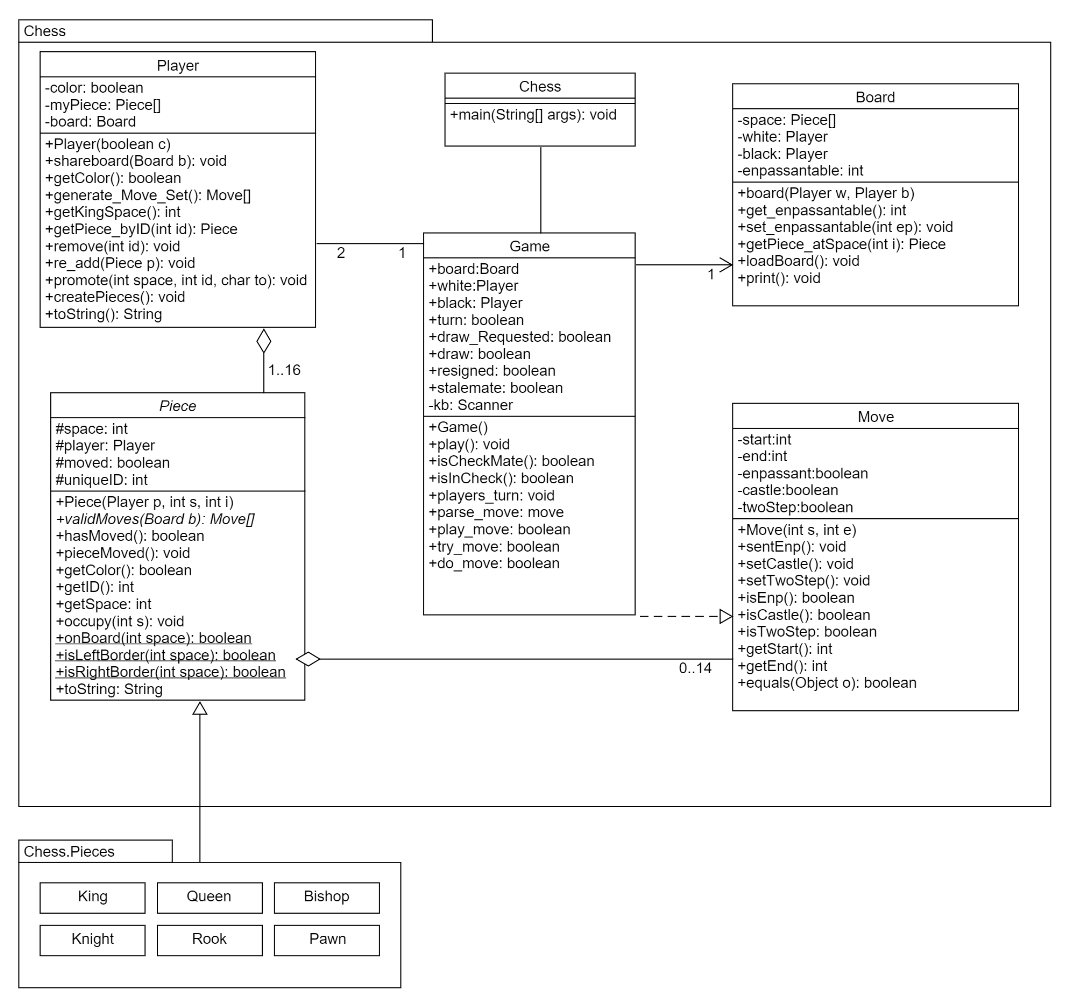 Chess
Player
-color: boolean
-myPiece: Piece[]
-board: Board
+Player(boolean c)
+shareboard(Board b): void
+getColor(): boolean
+generate_Move_Set(): Move[]
+getKingSpace(): int
+getPiece_byID(int id): Piece
+remove(int id): void
+re_add(Piece p): void
+promote(int space, int id, char to): void
+createPieces(): void
+toString(): String
Chess
+main(String[] args): void
Board
-space: Piece[]
-white: Player
-black: Player
-enpassantable: int
+board(Player w, Player b)
+get_enpassantable(): int
+set_enpassantable(int ep): void
+getPiece_atSpace(int i): Piece
+loadBoard(): void
+print(): void
2
1
1
Game
+board:Board
+white:Player
+black: Player
+turn: boolean
+draw_Requested: boolean
+draw: boolean
+resigned: boolean
+stalemate: boolean
-kb: Scanner
+Game()
+play(): void
+isCheckMate(): boolean
+isInCheck(): boolean
+players_turn: void
+parse_move: move
+play_move: boolean
+try_move: boolean
+do_move: boolean
1..16
Piece
#space: int
#player: Player
#moved: boolean
#uniqueID: int
+Piece(Player p, int s, int i)
+validMoves(Board b): Move[]
+hasMoved(): boolean
+pieceMoved(): void
+getColor(): boolean
+getID(): int
+getSpace: int
+occupy(int s): void
+onBoard(int space): boolean
+isLeftBorder(int space): boolean
+isRightBorder(int space): boolean
+toString: String
Move
-start:int
-end:int
-enpassant:boolean
-castle:boolean
-twoStep:boolean
+Move(int s, int e)
+sentEnp(): void
+setCastle(): void
+setTwoStep(): void
+isEnp(): boolean
+isCastle(): boolean
+isTwoStep: boolean
+getStart(): int
+getEnd(): int
+equals(Object o): boolean
0..14
Chess.Pieces
King
Queen
Bishop
Knight
Rook
Pawn